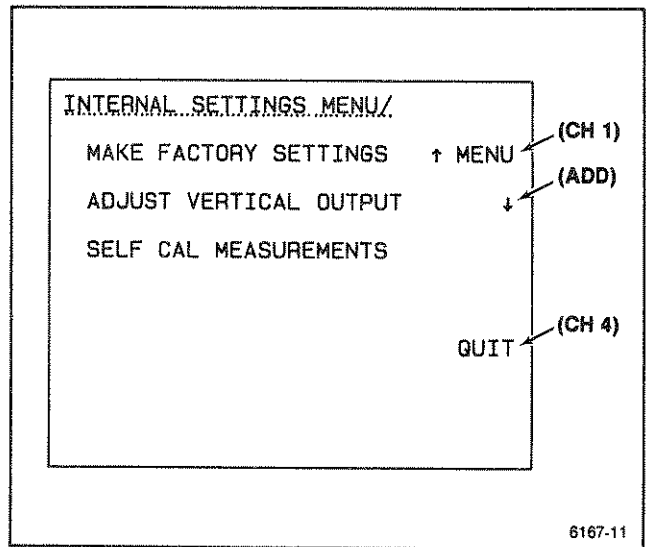 INTERNAL SETTINGS MENU/
MAKE FACTORY SETTINGS ↑ MENU (CH 1)
ADJUST VERTICAL OUTPUT ↓ (ADD)
SELF CAL MEASUREMENTS
QUIT (CH 4)
6167-11